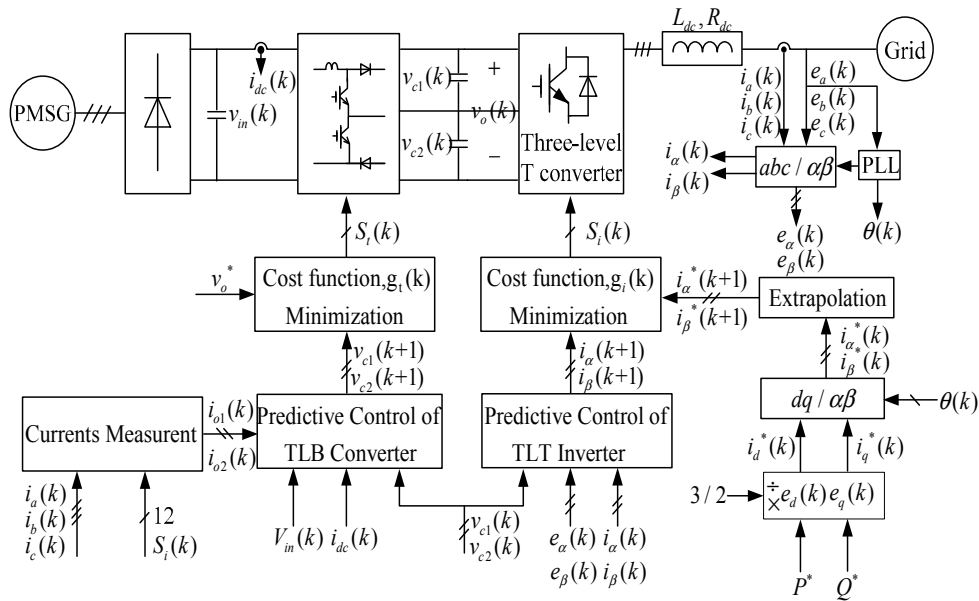 L_dc, R_dc
PMSG
i_dc(k)
v_in(k)
v_c1(k)
v_c2(k)
+
v_o(k)
−
Three-level
T converter
Grid
i_a(k)
i_b(k)
i_c(k)
e_a(k)
e_b(k)
e_c(k)
i_α(k)
i_β(k)
abc / αβ
PLL
e_α(k)
e_β(k)
θ(k)
S_t(k)
S_i(k)
v_o^*
Cost function,g_t(k)
Minimization
Cost function,g_i(k)
Minimization
i_α^*(k+1)
i_β^*(k+1)
Extrapolation
v_c1(k+1)
v_c2(k+1)
i_α(k+1)
i_β(k+1)
i_α^*(k)
i_β^*(k)
Currents Measurent
i_o1(k)
i_o2(k)
Predictive Control of
TLB Converter
Predictive Control of
TLT Inverter
dq / αβ
θ(k)
i_d^*(k)
i_q^*(k)
i_a(k)
i_b(k)
i_c(k)
12
S_i(k)
V_in(k)
i_dc(k)
v_c1(k)
v_c2(k)
e_α(k)
e_β(k)
i_α(k)
i_β(k)
3 / 2
÷
×
e_d(k) e_q(k)
P^*
Q^*